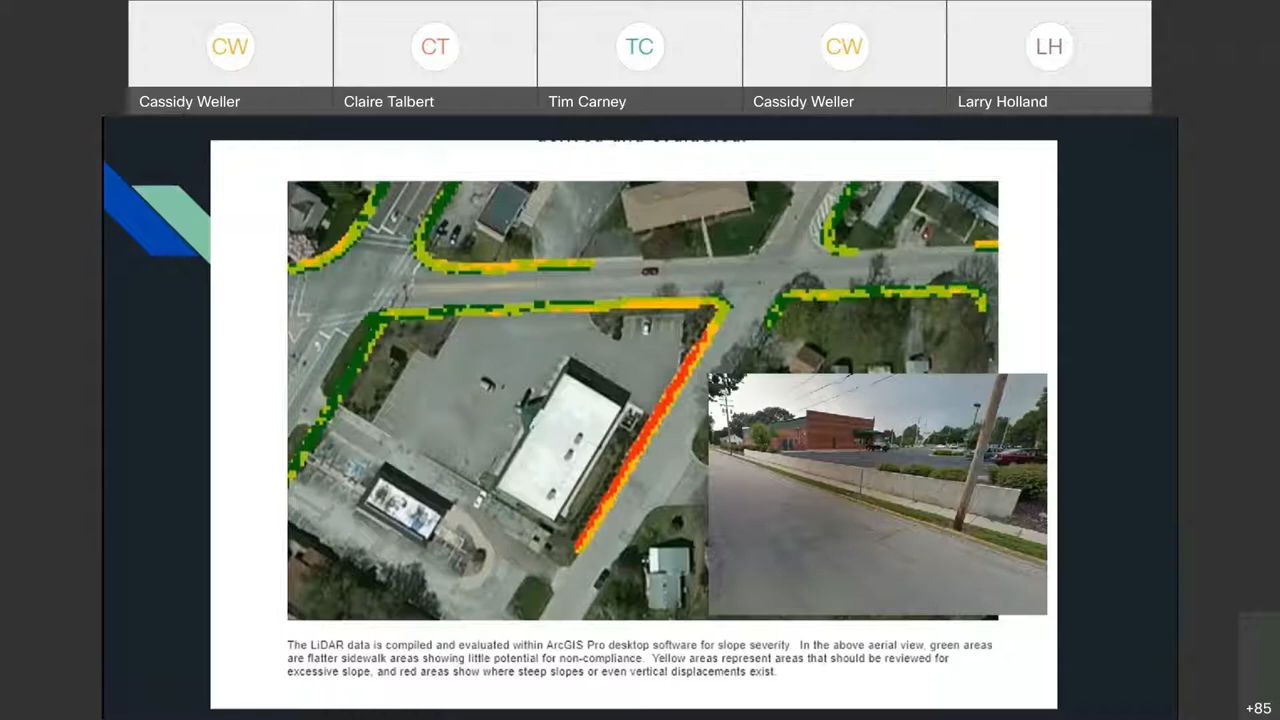 CW
CT
TC
CW
LH
Cassidy Weller
Claire Talbert
Tim Carney
Cassidy Weller
Larry Holland
The LiDAR data is compiled and evaluated within ArcGIS Pro desktop software for slope severity. In the above aerial view, green areas
are flatter sidewalk areas showing little potential for non-compliance. Yellow areas represent areas that should be reviewed for
excessive slope, and red areas show where steep slopes or even vertical displacements exist.
+85